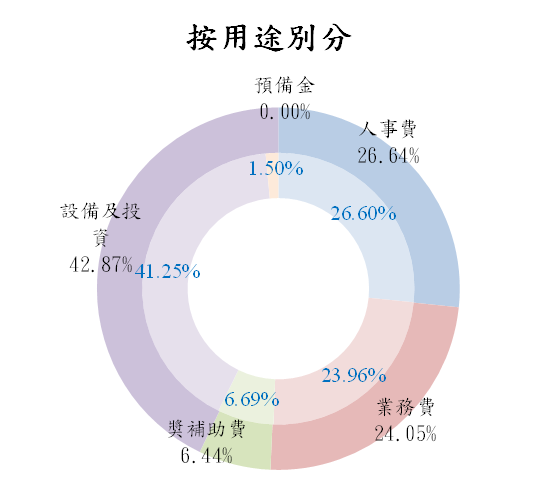 按用途別分
預備金
0.00%
人事費
26.64%
1.50%
26.60%
設備及投
資
42.87%
41.25%
23.96%
6.69%
業務費
24.05%
獎補助費
6.44%